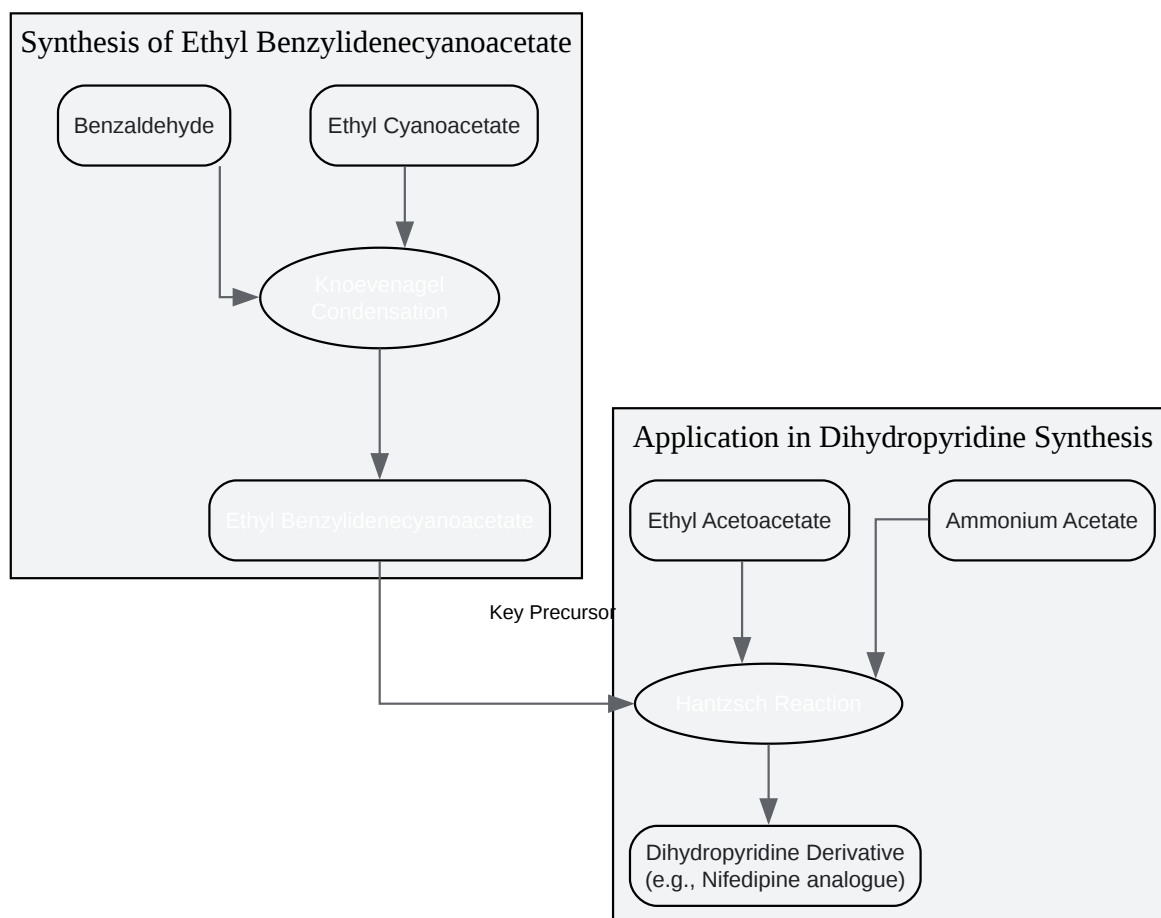 Synthesis of Ethyl Benzylidenecyanoacetate
Benzaldehyde
Ethyl Cyanoacetate
Knoevenagel
Condensation
Ethyl Benzylidenecyanoacetate
Key Precursor
Application in Dihydropyridine Synthesis
Ethyl Acetoacetate
Ammonium Acetate
Hantzsch Reaction
Dihydropyridine Derivative
(e.g., Nifedipine analogue)